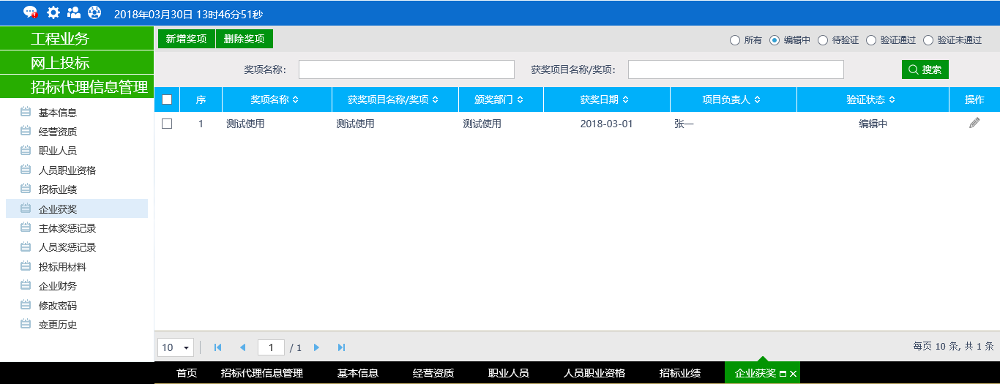 2018年03月30日 13时46分51秒
工程业务
网上投标
招标代理信息管理
基本信息
经营资质
职业人员
人员职业资格
招标业绩
企业获奖
主体奖惩记录
人员奖惩记录
投标用材料
企业财务
修改密码
变更历史
新增奖项 删除奖项 所有 编辑中 待验证 验证通过 验证未通过
奖项名称: 获奖项目名称/奖项: 搜索
序 奖项名称 获奖项目名称/奖项 颁奖部门 获奖日期 项目负责人 验证状态 操作
1 测试使用 测试使用 测试使用 2018-03-01 张一 编辑中
10 1 / 1 每页 10 条, 共 1 条
首页 招标代理信息管理 基本信息 经营资质 职业人员 人员职业资格 招标业绩 企业获奖